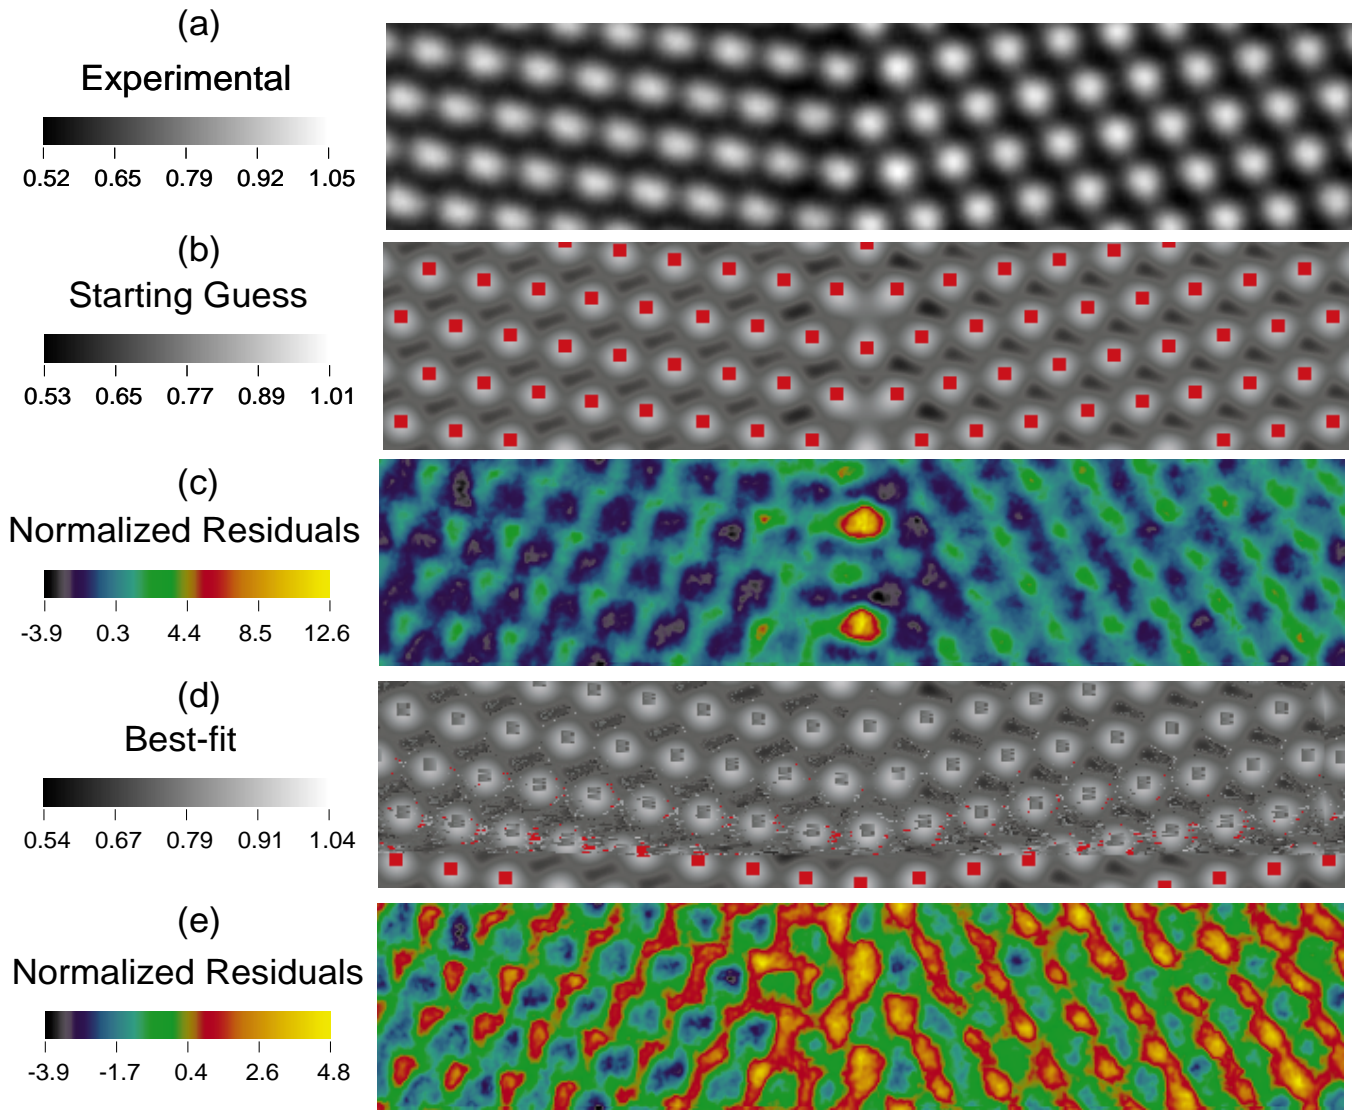 (a)
Experimental
0.52 0.65 0.79 0.92 1.05
(b)
Starting Guess
0.53 0.65 0.77 0.89 1.01
(c)
Normalized Residuals
-3.9 0.3 4.4 8.5 12.6
(d)
Best-fit
0.54 0.67 0.79 0.91 1.04
(e)
Normalized Residuals
-3.9 -1.7 0.4 2.6 4.8